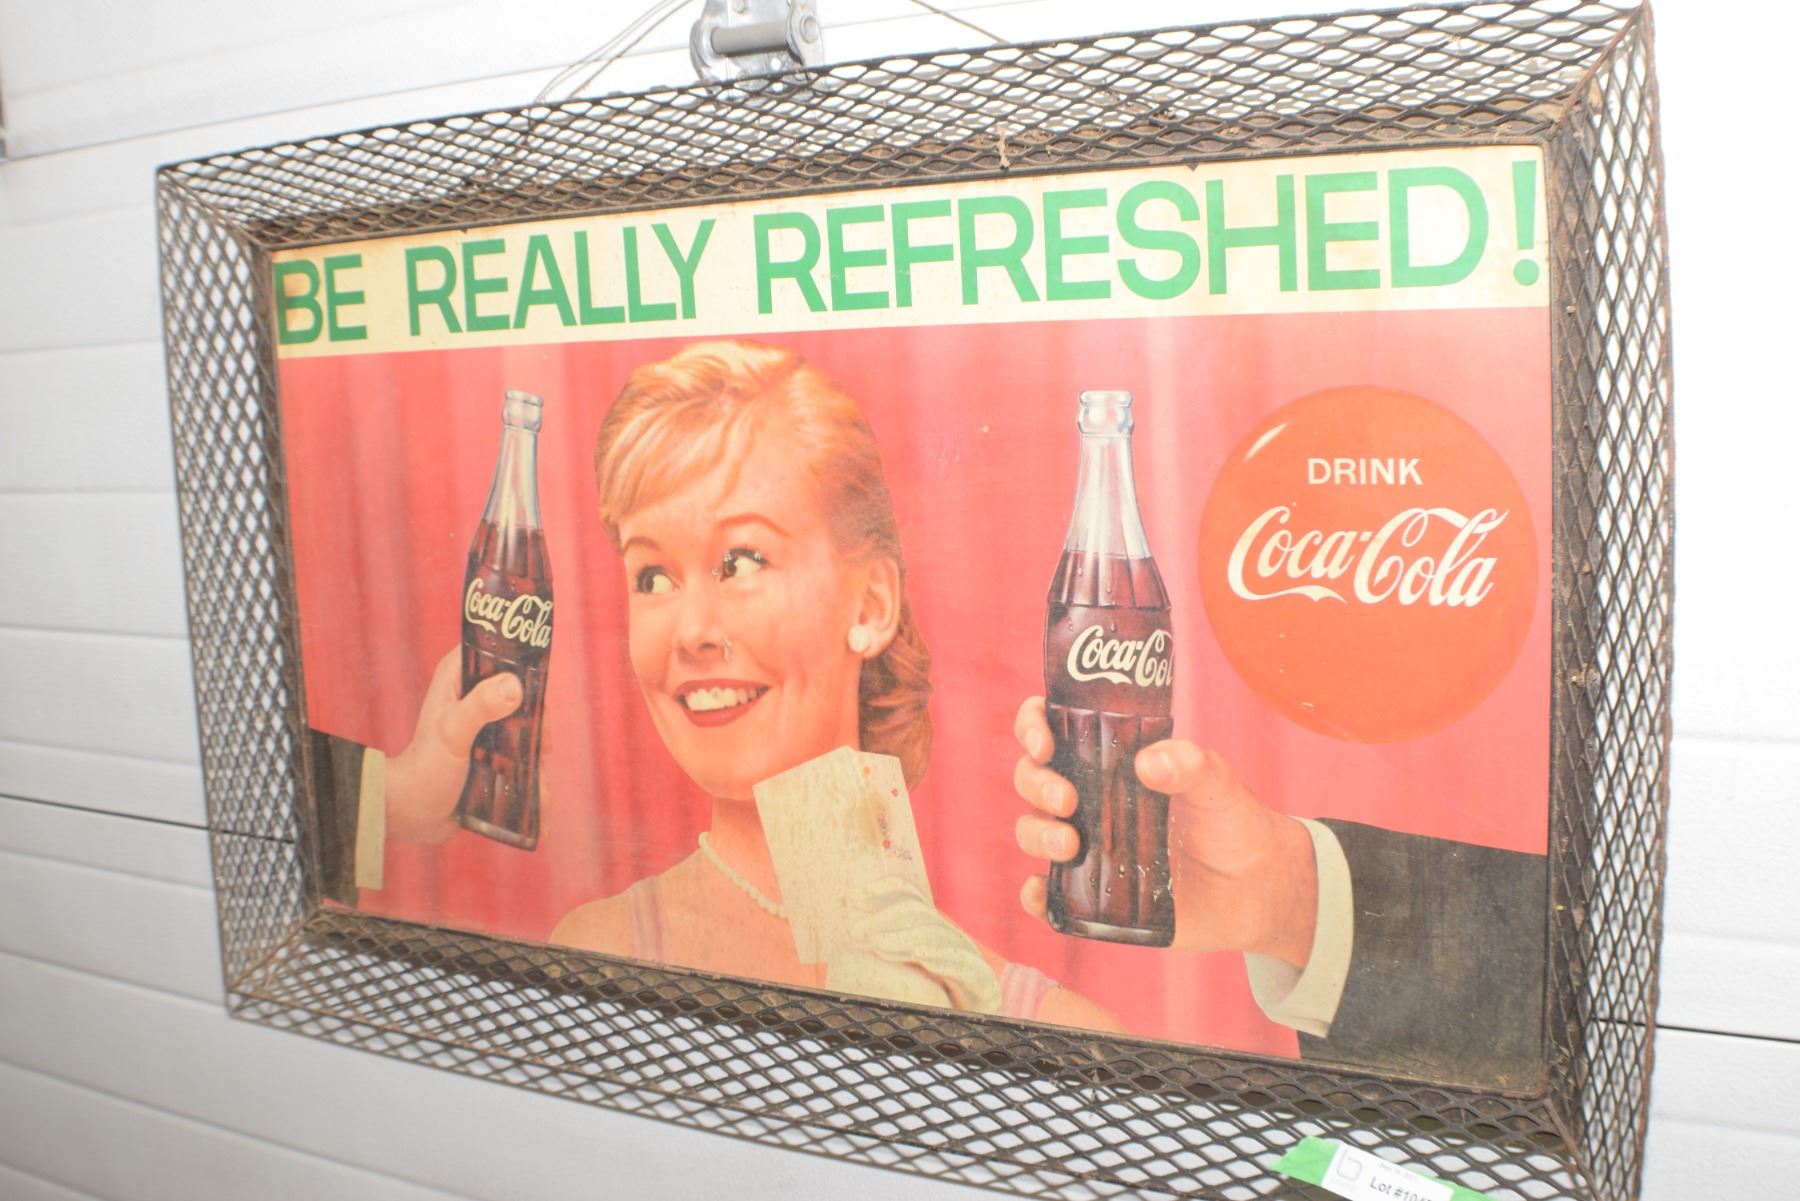 BE REALLY REFRESHED!
DRINK
Coca-Cola
Coca-Cola
Coca-Col
Lot